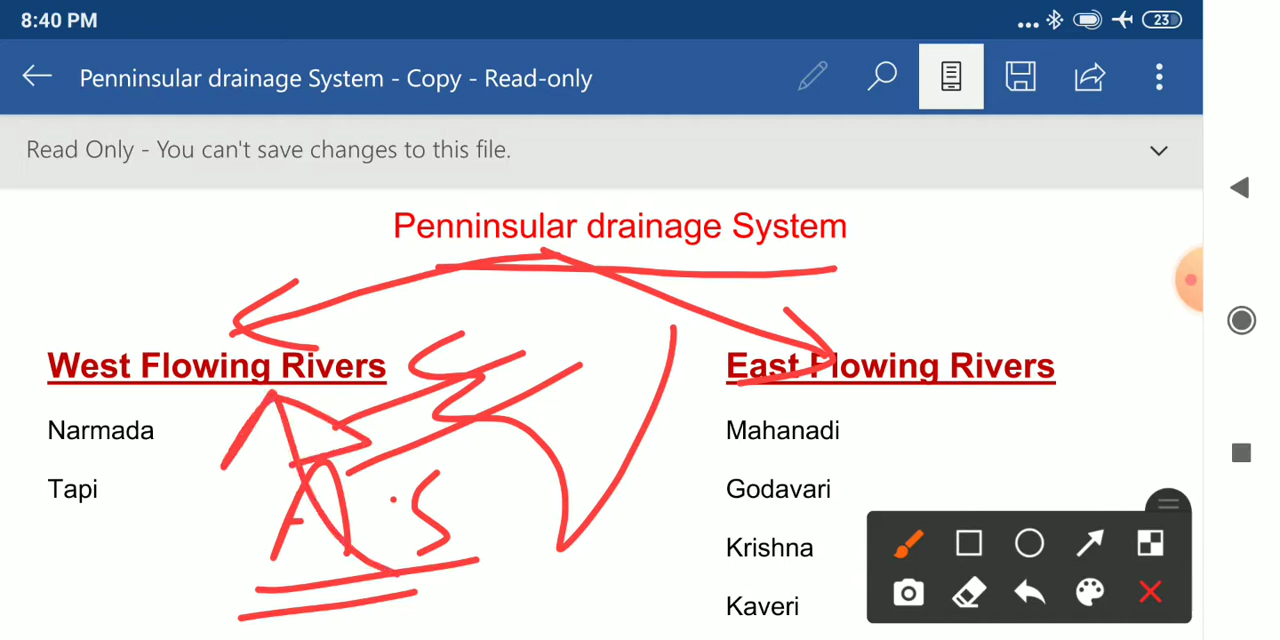 8:40 PM
23
Penninsular drainage System - Copy - Read-only
Read Only - You can't save changes to this file.
Penninsular drainage System
West Flowing Rivers
Narmada
Tapi
A.S
East Flowing Rivers
Mahanadi
Godavari
Krishna
Kaveri